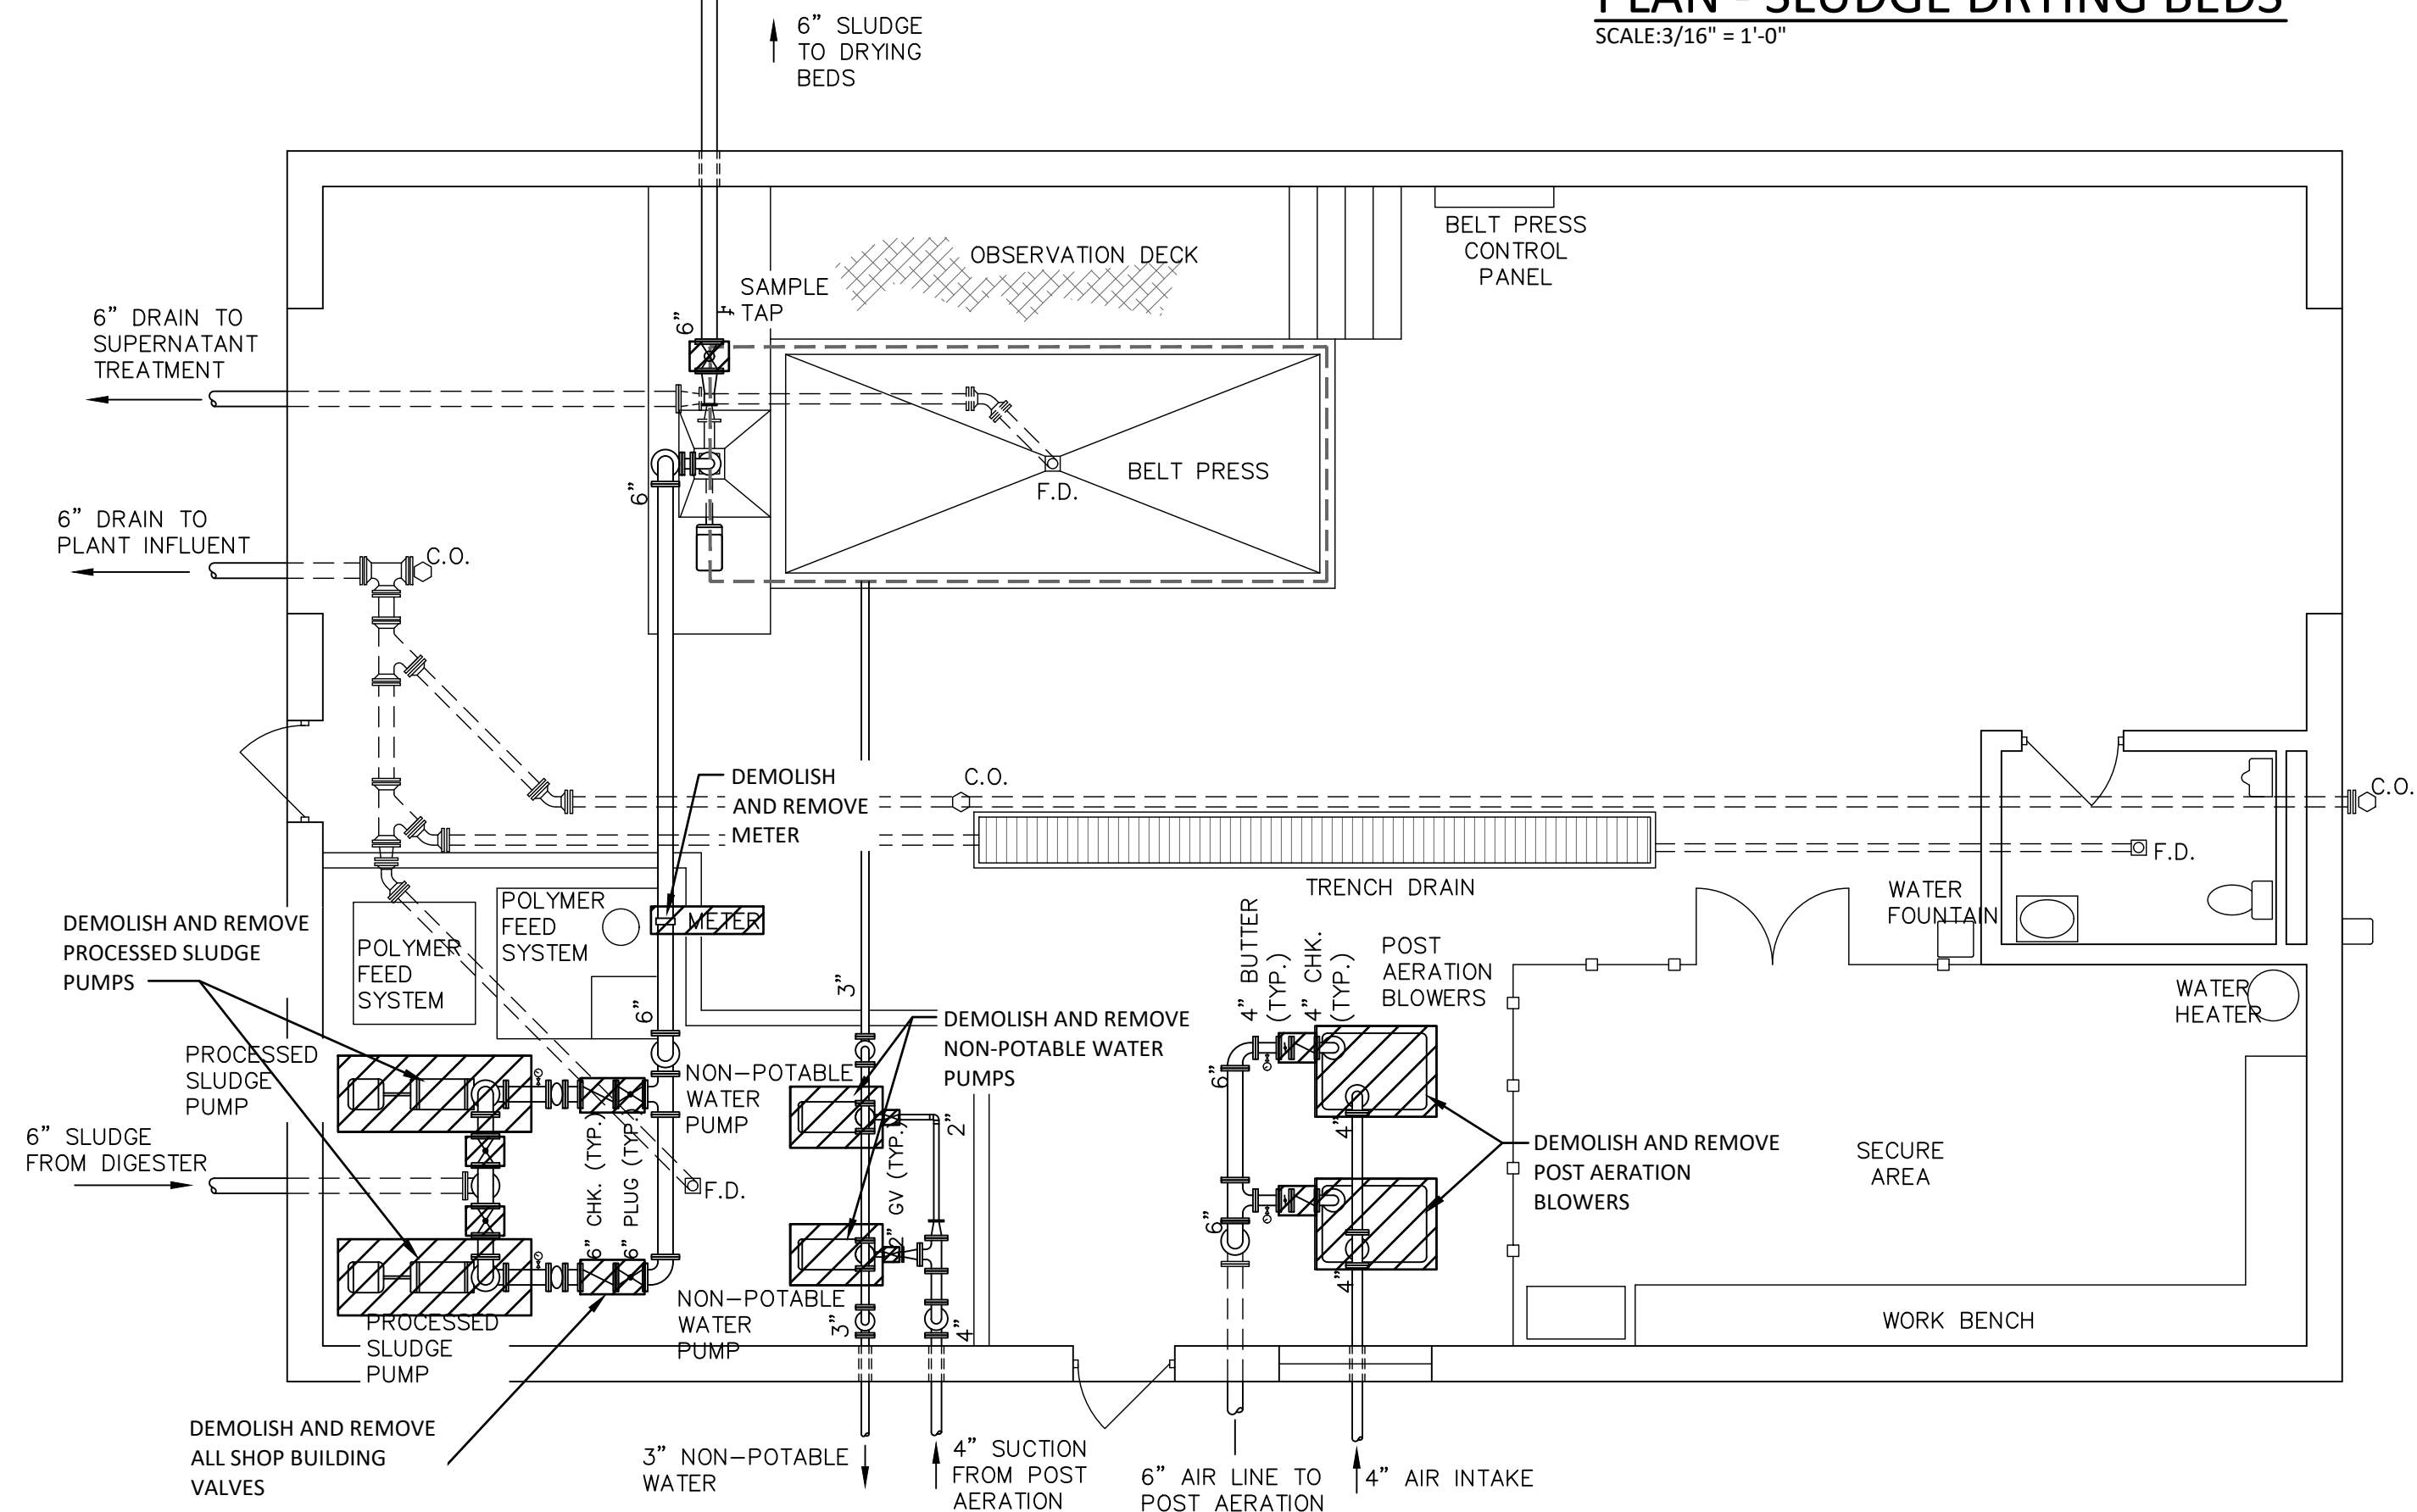 PLAN - SLUDGE DRYING BEDS
SCALE:3/16" = 1'-0"
6” SLUDGE
TO DRYING
BEDS
BELT PRESS
CONTROL
PANEL
OBSERVATION DECK
SAMPLE
TAP
6”
6” DRAIN TO
SUPERNATANT
TREATMENT
BELT PRESS
F.D.
6”
6” DRAIN TO
PLANT INFLUENT
C.O.
DEMOLISH
AND REMOVE
METER
C.O.
C.O.
F.D.
TRENCH DRAIN
WATER
FOUNTAIN
POLYMER
FEED
SYSTEM
METER
DEMOLISH AND REMOVE
PROCESSED SLUDGE
PUMPS
POLYMER
FEED
SYSTEM
4” BUTTER
(TYP.)
4” CHK.
(TYP.)
POST
AERATION
BLOWERS
WATER
HEATER
3”
6”
DEMOLISH AND REMOVE
NON-POTABLE WATER
PUMPS
PROCESSED
SLUDGE
PUMP
NON-POTABLE
WATER
PUMP
6”
2”
4”
6” SLUDGE
FROM DIGESTER
6” CHK. (TYP.)
6” PLUG (TYP.)
F.D.
2” GV (TYP.)
DEMOLISH AND REMOVE
POST AERATION
BLOWERS
SECURE
AREA
6”
4”
NON-POTABLE
WATER
PUMP
3”
4”
PROCESSED
SLUDGE
PUMP
WORK BENCH
DEMOLISH AND REMOVE
ALL SHOP BUILDING
VALVES
3” NON-POTABLE
WATER
4” SUCTION
FROM POST
AERATION
6” AIR LINE TO
POST AERATION
4” AIR INTAKE